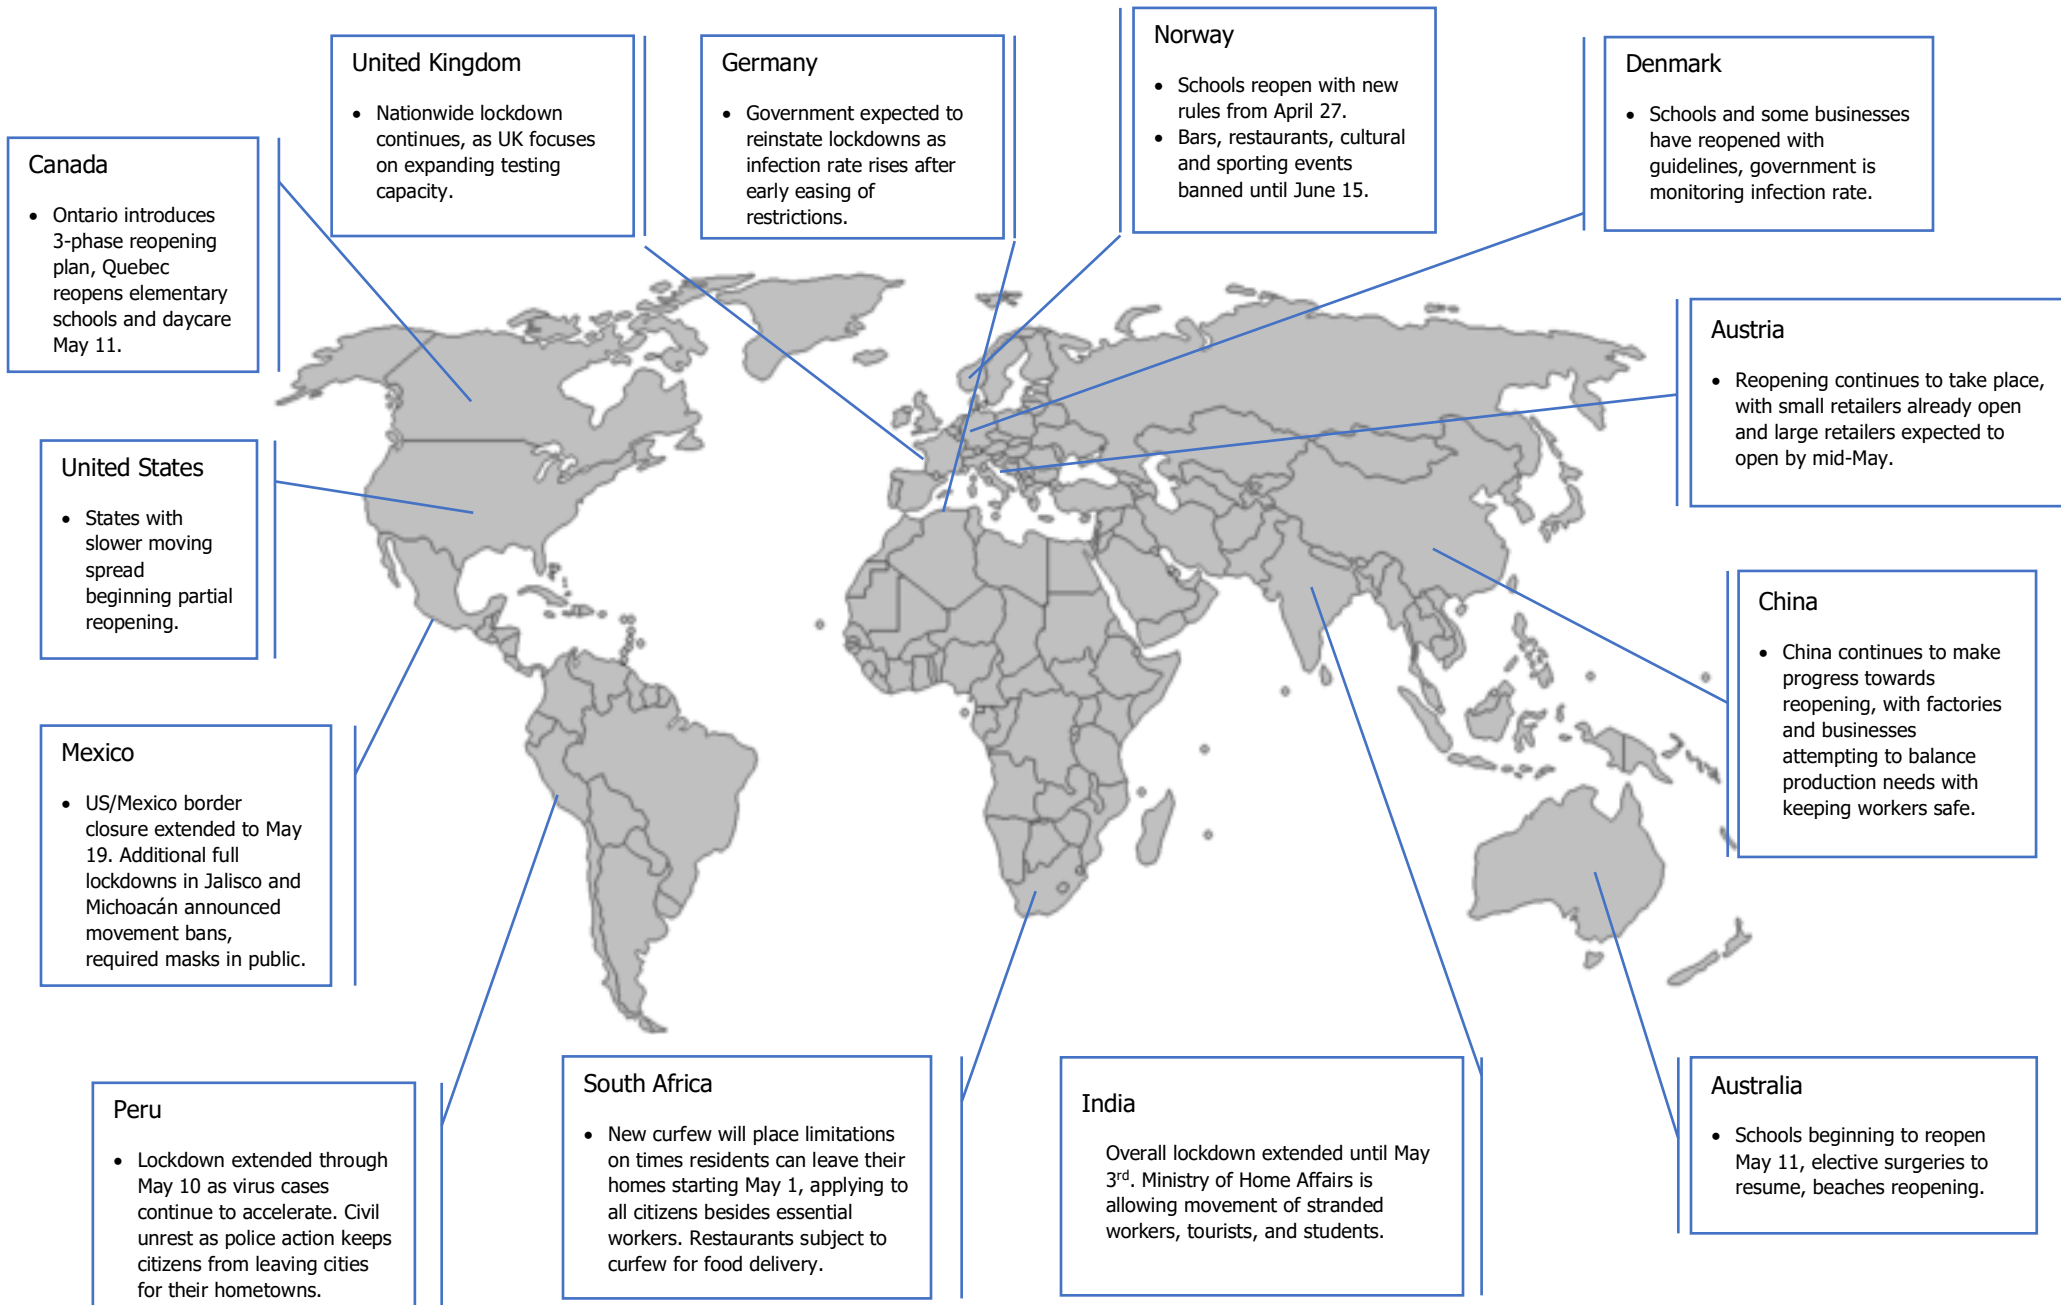 United Kingdom
• Nationwide lockdown
continues, as UK focuses
on expanding testing
capacity.
Germany
• Government expected to
reinstate lockdowns as
infection rate rises after
early easing of
restrictions.
Norway
• Schools reopen with new
rules from April 27.
• Bars, restaurants, cultural
and sporting events
banned until June 15.
Denmark
• Schools and some businesses
have reopened with
guidelines, government is
monitoring infection rate.
Canada
• Ontario introduces
3-phase reopening
plan, Quebec
reopens elementary
schools and daycare
May 11.
Austria
• Reopening continues to take place,
with small retailers already open
and large retailers expected to
open by mid-May.
United States
• States with
slower moving
spread
beginning partial
reopening.
China
• China continues to make
progress towards
reopening, with factories
and businesses
attempting to balance
production needs with
keeping workers safe.
Mexico
• US/Mexico border
closure extended to May
19. Additional full
lockdowns in Jalisco and
Michoacán announced
movement bans,
required masks in public.
Peru
• Lockdown extended through
May 10 as virus cases
continue to accelerate. Civil
unrest as police action keeps
citizens from leaving cities
for their hometowns.
South Africa
• New curfew will place limitations
on times residents can leave their
homes starting May 1, applying to
all citizens besides essential
workers. Restaurants subject to
curfew for food delivery.
India
Overall lockdown extended until May
3rd. Ministry of Home Affairs is
allowing movement of stranded
workers, tourists, and students.
Australia
• Schools beginning to reopen
May 11, elective surgeries to
resume, beaches reopening.